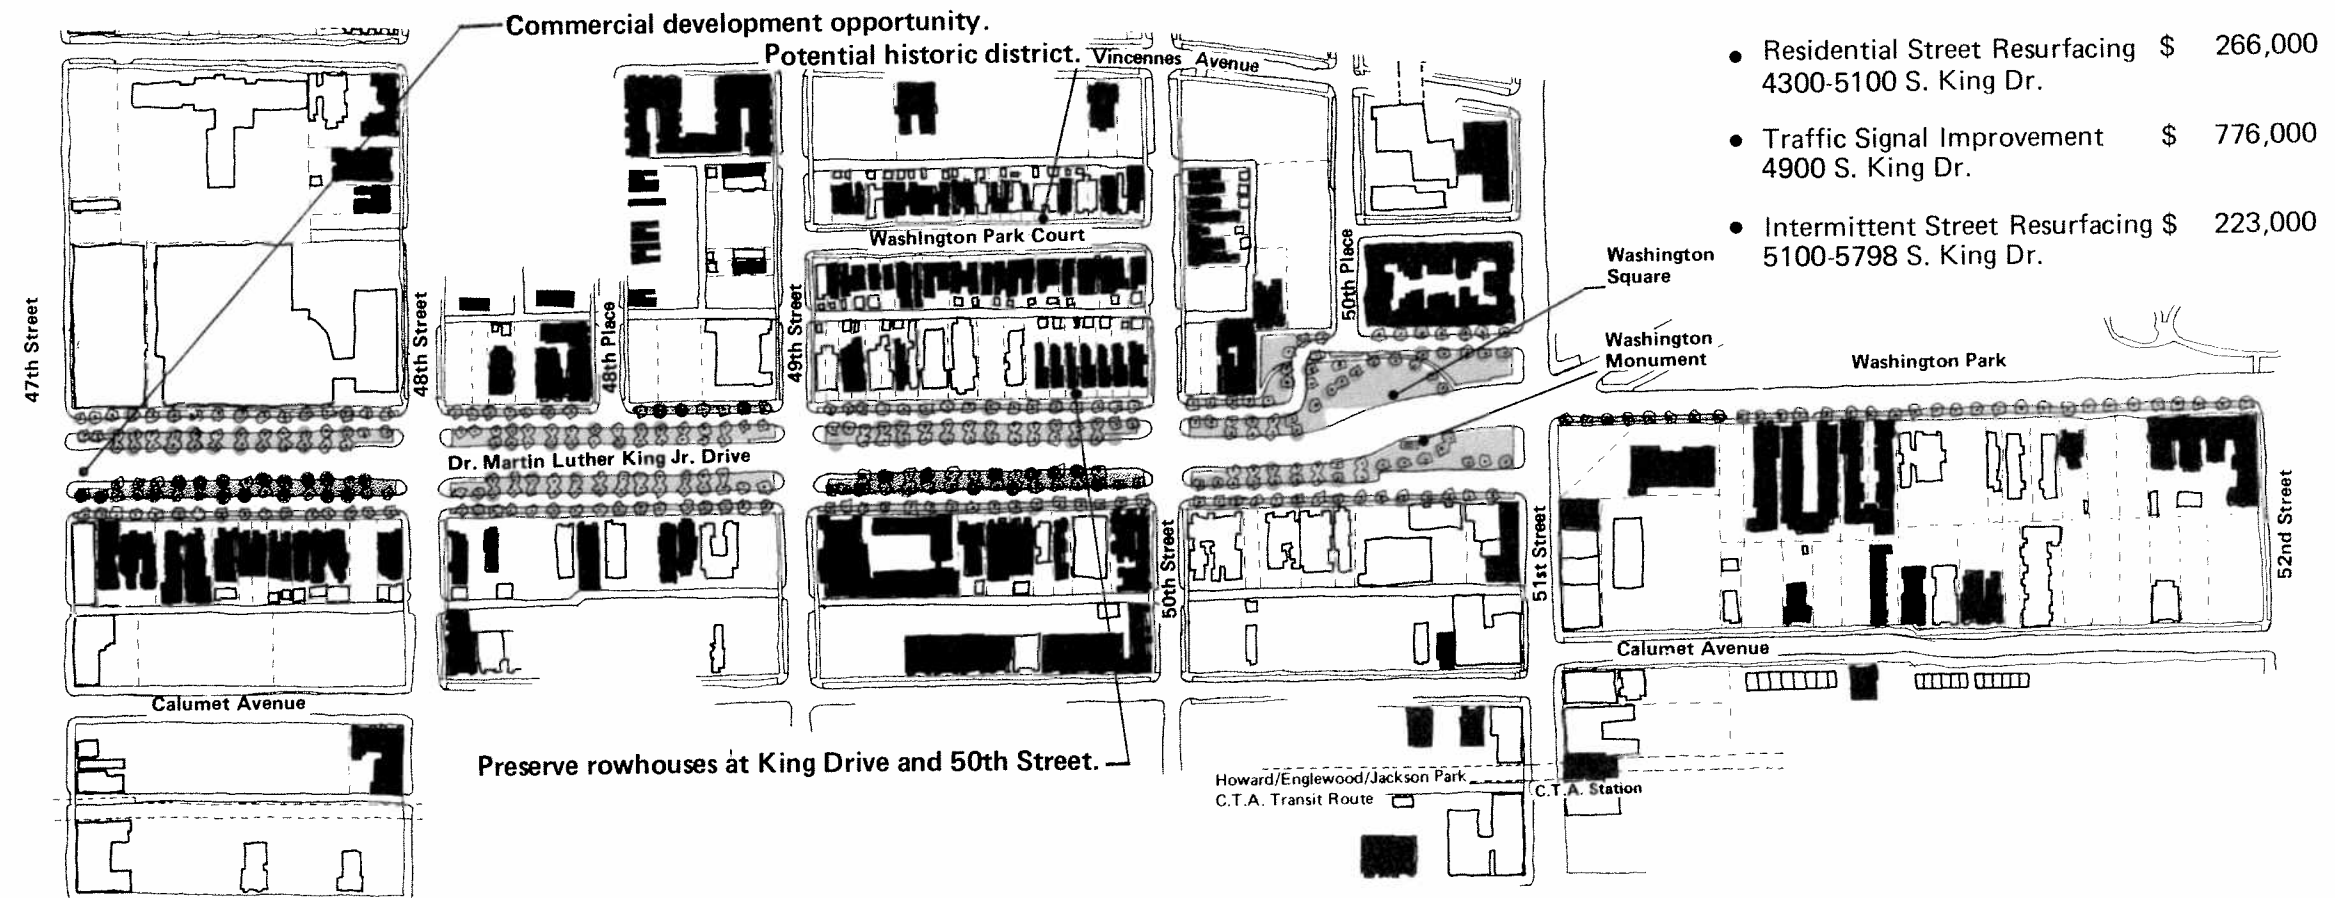 Commercial development opportunity.
Potential historic district.
Vincennes Avenue
• Residential Street Resurfacing $ 266,000
4300-5100 S. King Dr.
• Traffic Signal Improvement $ 776,000
4900 S. King Dr.
• Intermittent Street Resurfacing $ 223,000
5100-5798 S. King Dr.
Washington Park Court
Washington
Square
Washington
Monument
Washington Park
47th Street
48th Street
48th Place
49th Street
50th Place
Dr. Martin Luther King Jr. Drive
50th Street
51st Street
52nd Street
Calumet Avenue
Calumet Avenue
Preserve rowhouses at King Drive and 50th Street.
Howard/Englewood/Jackson Park
C.T.A. Transit Route
C.T.A. Station